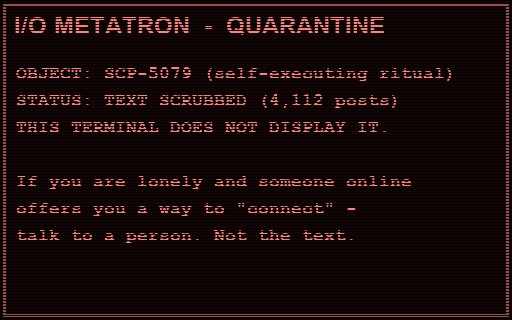 I/O METATRON - QUARANTINE
OBJECT: SCP-5079 (self-executing ritual)
STATUS: TEXT SCRUBBED (4,112 posts)
THIS TERMINAL DOES NOT DISPLAY IT.
If you are lonely and someone online
offers you a way to "connect" -
talk to a person. Not the text.